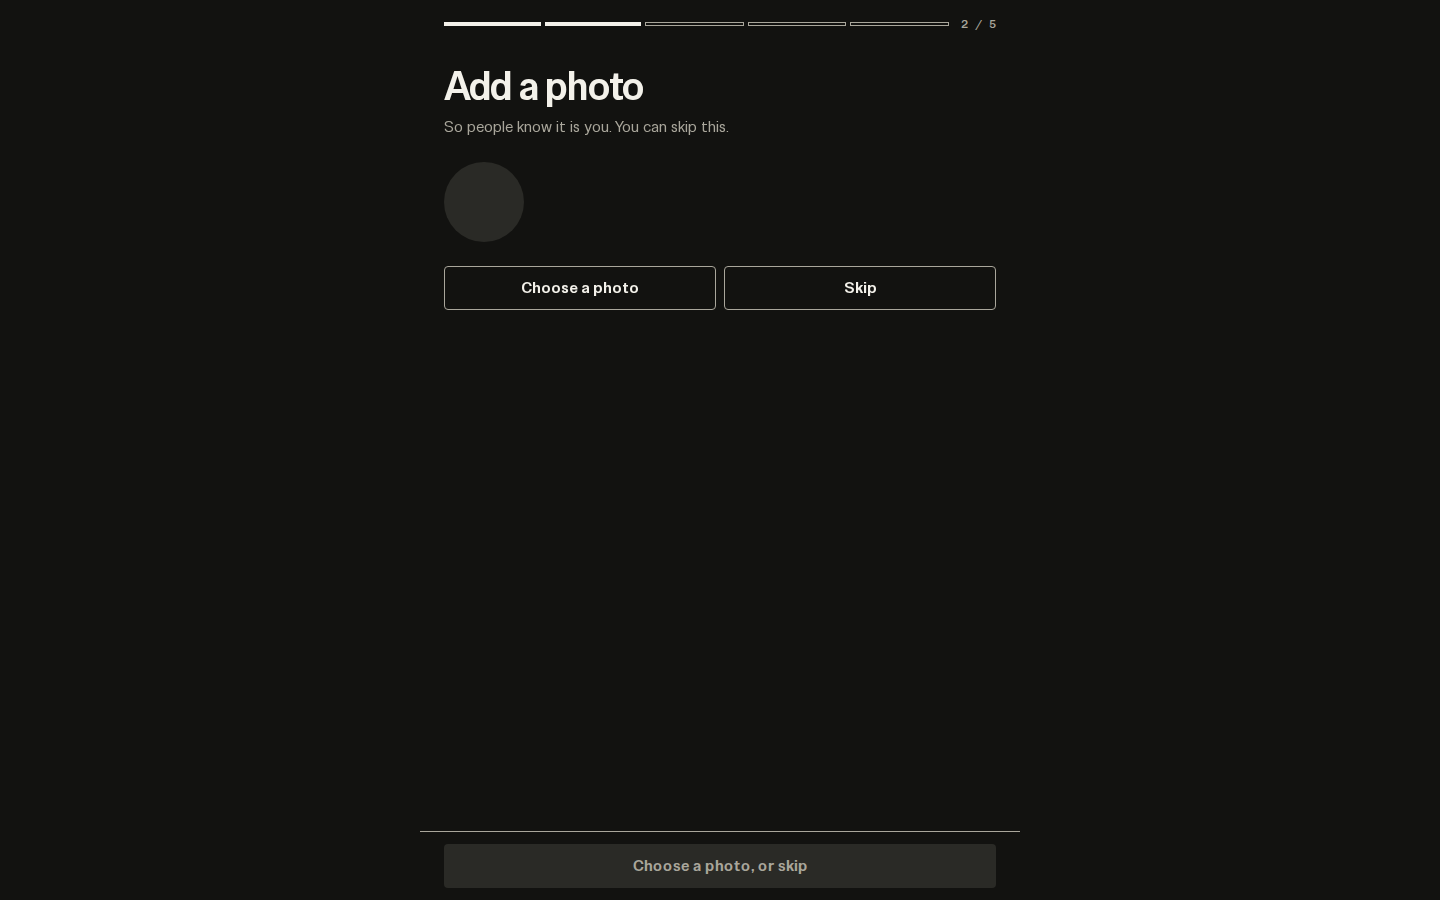 2 / 5
Add a photo
So people know it is you. You can skip this.
Choose a photo
Skip
Choose a photo, or skip